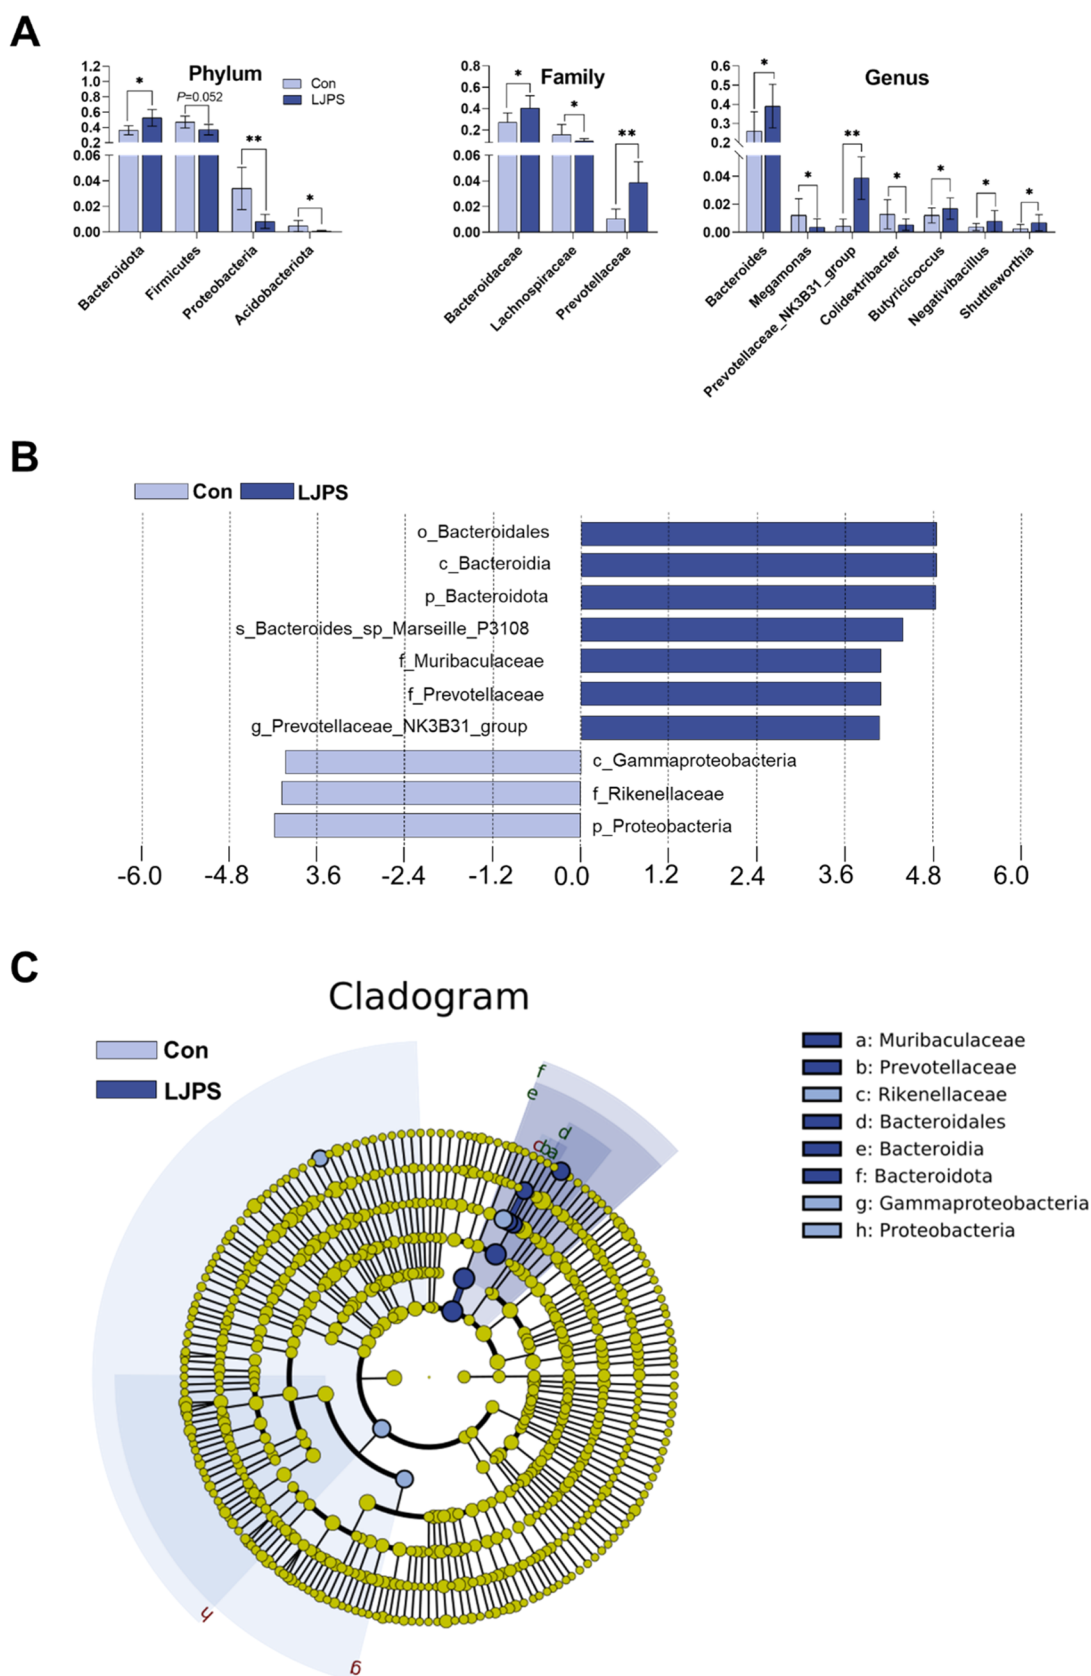 A
Phylum
Con
LJPS
1.2
1.0
0.8
0.6
0.4
0.2
0.06
0.04
0.02
0.00
*
P=0.052
**
*
Bacteroidota
Firmicutes
Proteobacteria
Acidobacteriota
Family
0.8
0.6
0.4
0.2
0.06
0.04
0.02
0.00
*
*
**
Bacteroidaceae
Lachnospiraceae
Prevotellaceae
Genus
0.6
0.5
0.4
0.3
0.2
0.04
0.02
0.00
*
*
**
*
*
*
*
Bacteroides
Megamonas
Prevotellaceae_NK3B31_group
Colidextribacter
Butyricicoccus
Negativibacillus
Shuttleworthia
B
Con LJPS
o_Bacteroidales
c_Bacteroidia
p_Bacteroidota
s_Bacteroides_sp_Marseille_P3108
f_Muribaculaceae
f_Prevotellaceae
g_Prevotellaceae_NK3B31_group
c_Gammaproteobacteria
f_Rikenellaceae
p_Proteobacteria
-6.0 -4.8 3.6 -2.4 -1.2 0.0 1.2 2.4 3.6 4.8 6.0
C
Cladogram
Con
LJPS
f
e
d
cba
h
g
a: Muribaculaceae
b: Prevotellaceae
c: Rikenellaceae
d: Bacteroidales
e: Bacteroidia
f: Bacteroidota
g: Gammaproteobacteria
h: Proteobacteria